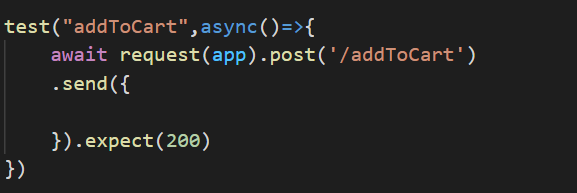 test("addToCart",async()=>{
    await request(app).post('/addToCart')
    .send({

    }).expect(200)
})